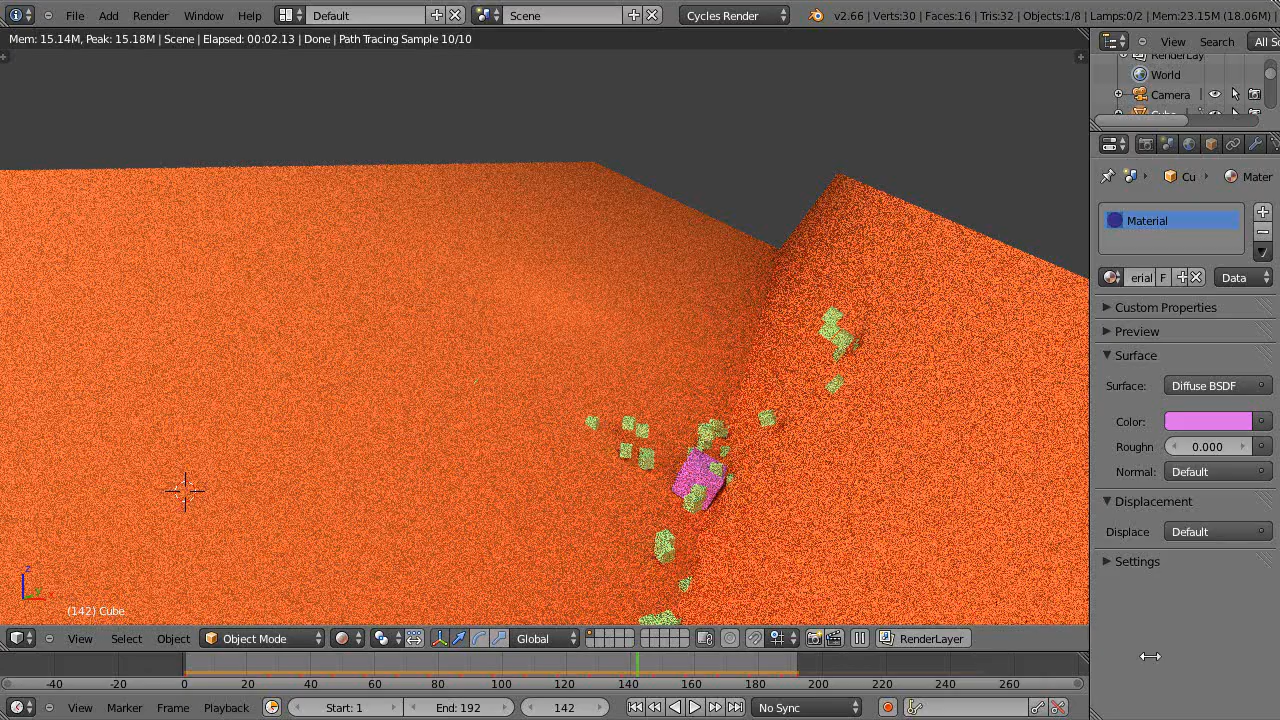 File Add Render Window Help Default Scene Cycles Render v2.66 | Verts:30 | Faces:16 | Tris:32 | Objects:1/8 | Lamps:0/2 | Mem:23.15M (18.06M) |
Mem: 15.14M, Peak: 15.18M | Scene | Elapsed: 00:02.13 | Done | Path Tracing Sample 10/10
View Search All Sc
RenderLay
World
Camera |
Cube
Cu Mater
Material
erial F Data
Custom Properties
Preview
Surface
Surface: Diffuse BSDF
Color:
Roughn 0.000
Normal: Default
Displacement
Displace Default
Settings
z
(142) Cube
View Select Object Object Mode Global RenderLayer
-40 -20 0 20 40 60 80 100 120 140 160 180 200 220 240 260
View Marker Frame Playback Start: 1 End: 192 142 No Sync